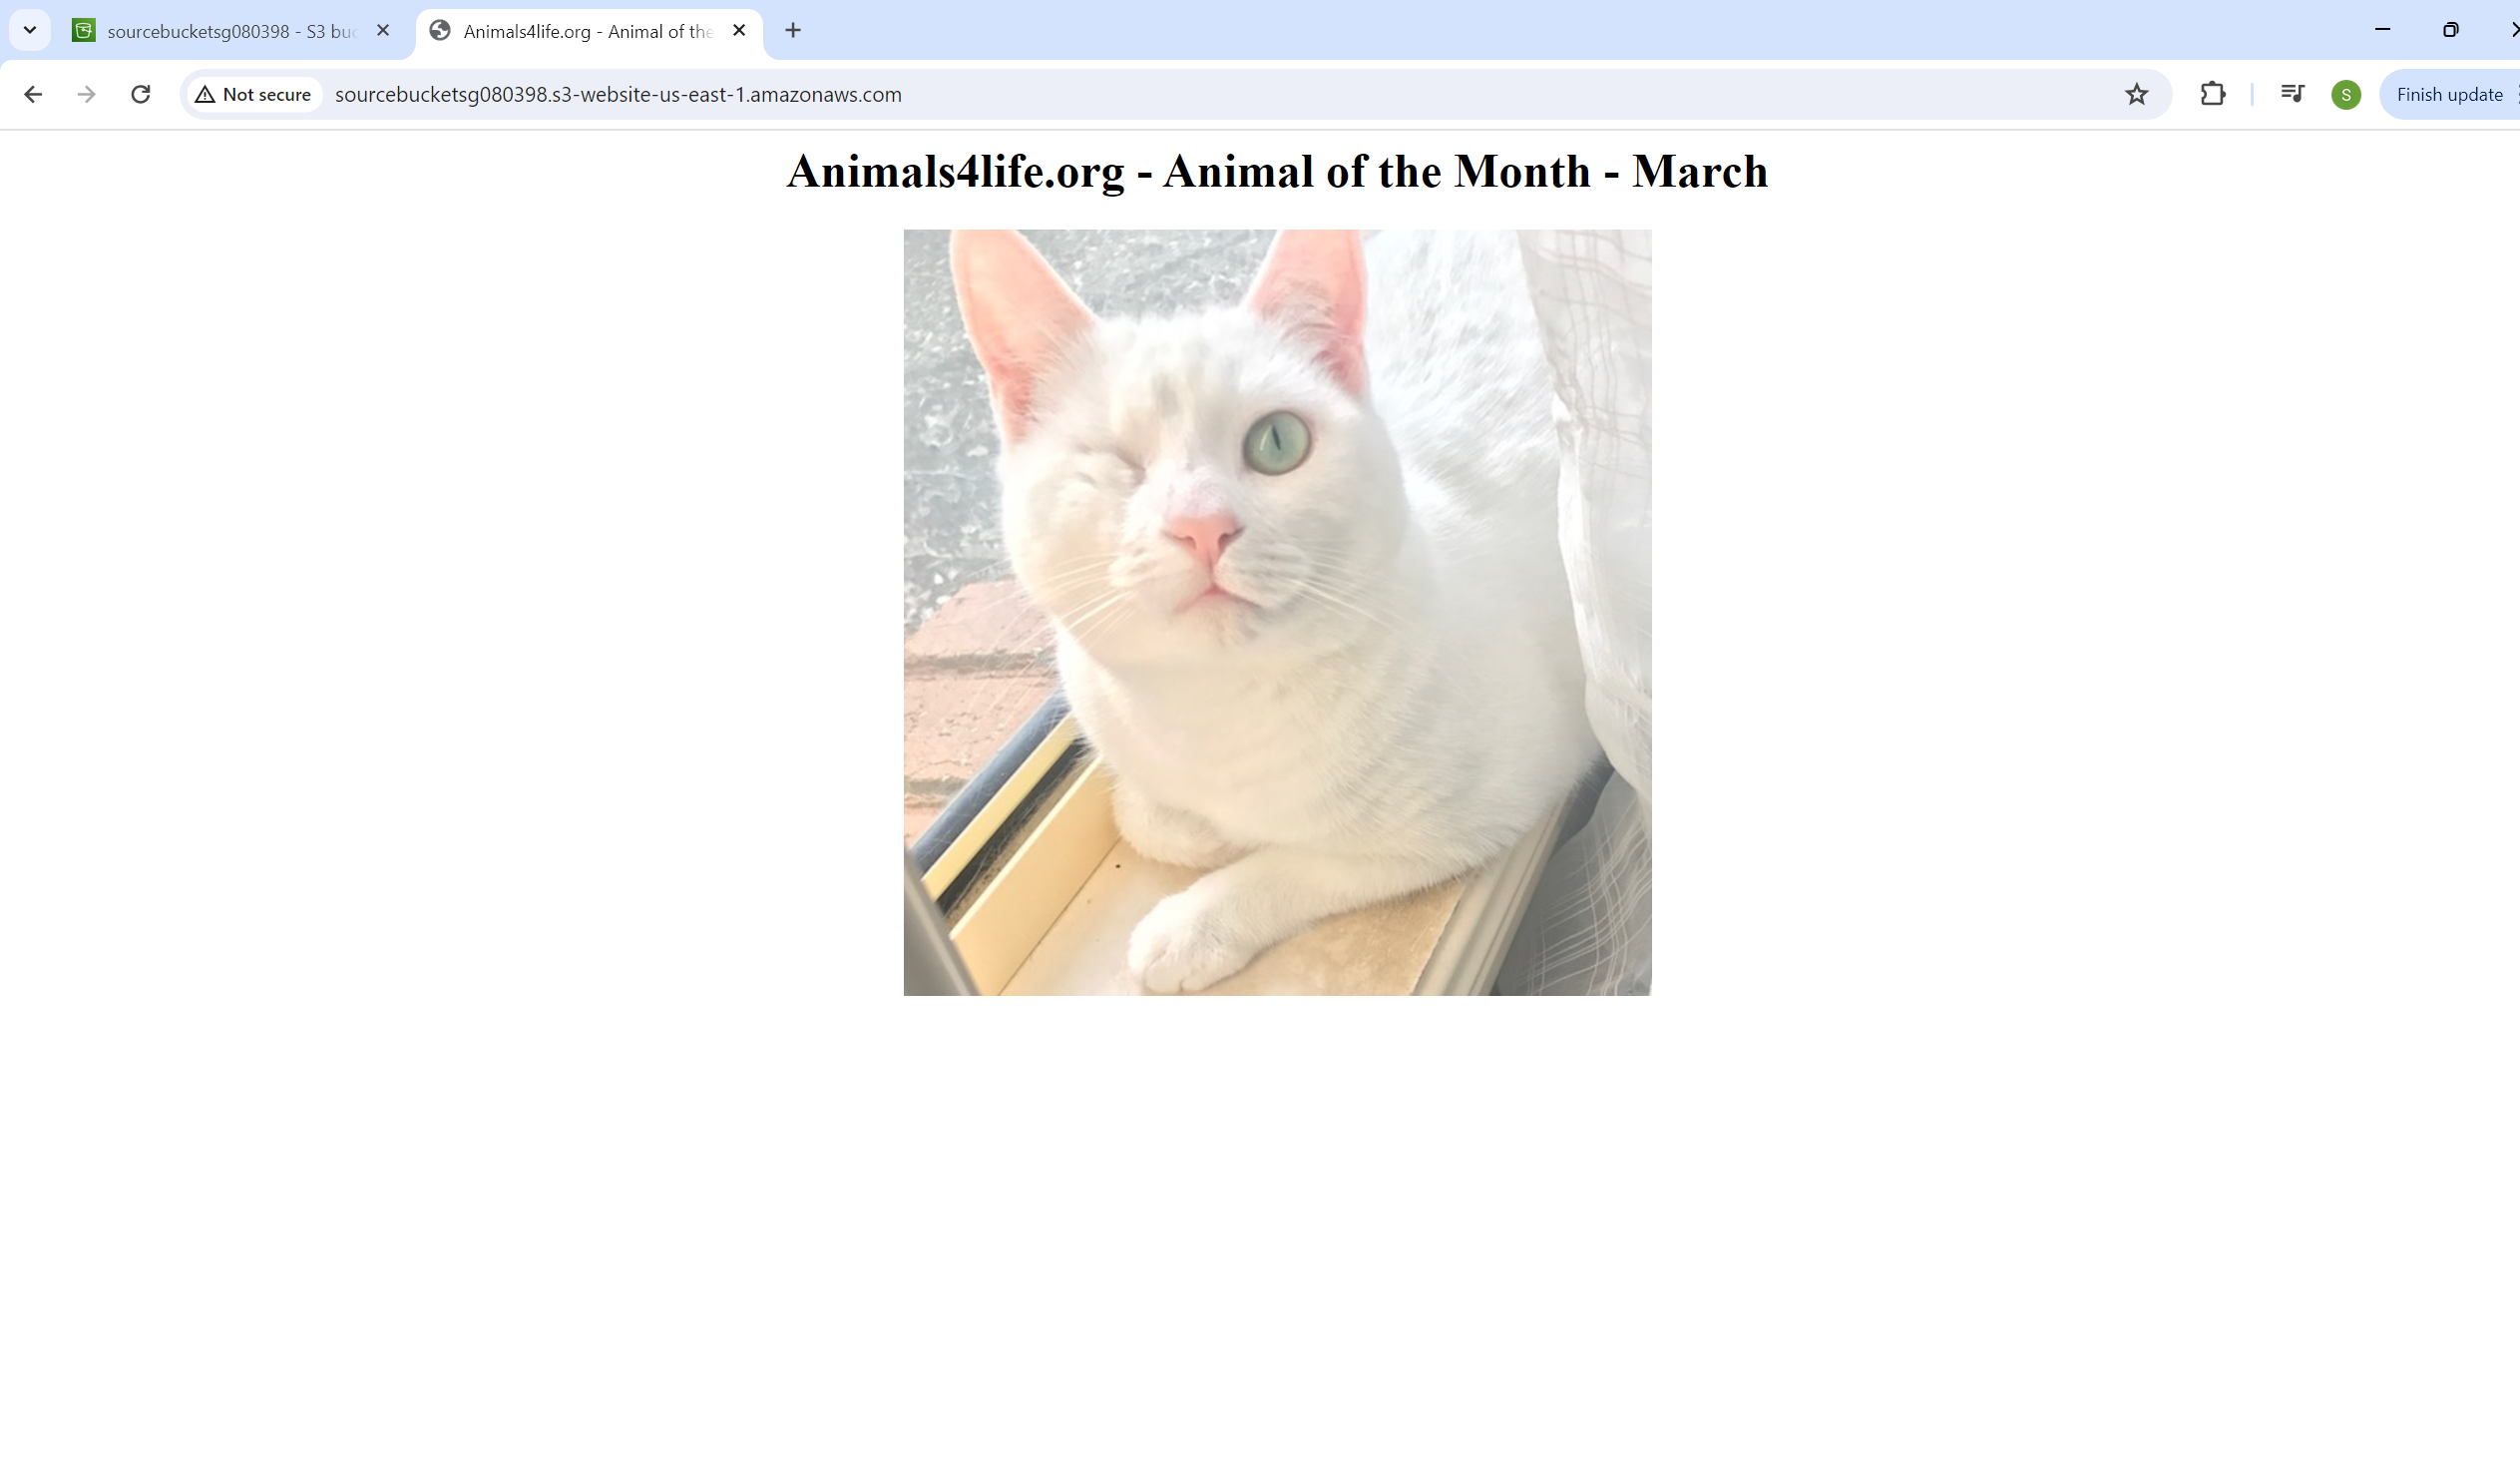 sourcebucketsg080398 - S3 buc
Animals4life.org - Animal of the
Not secure
sourcebucketsg080398.s3-website-us-east-1.amazonaws.com
S
Finish update
Animals4life.org - Animal of the Month - March